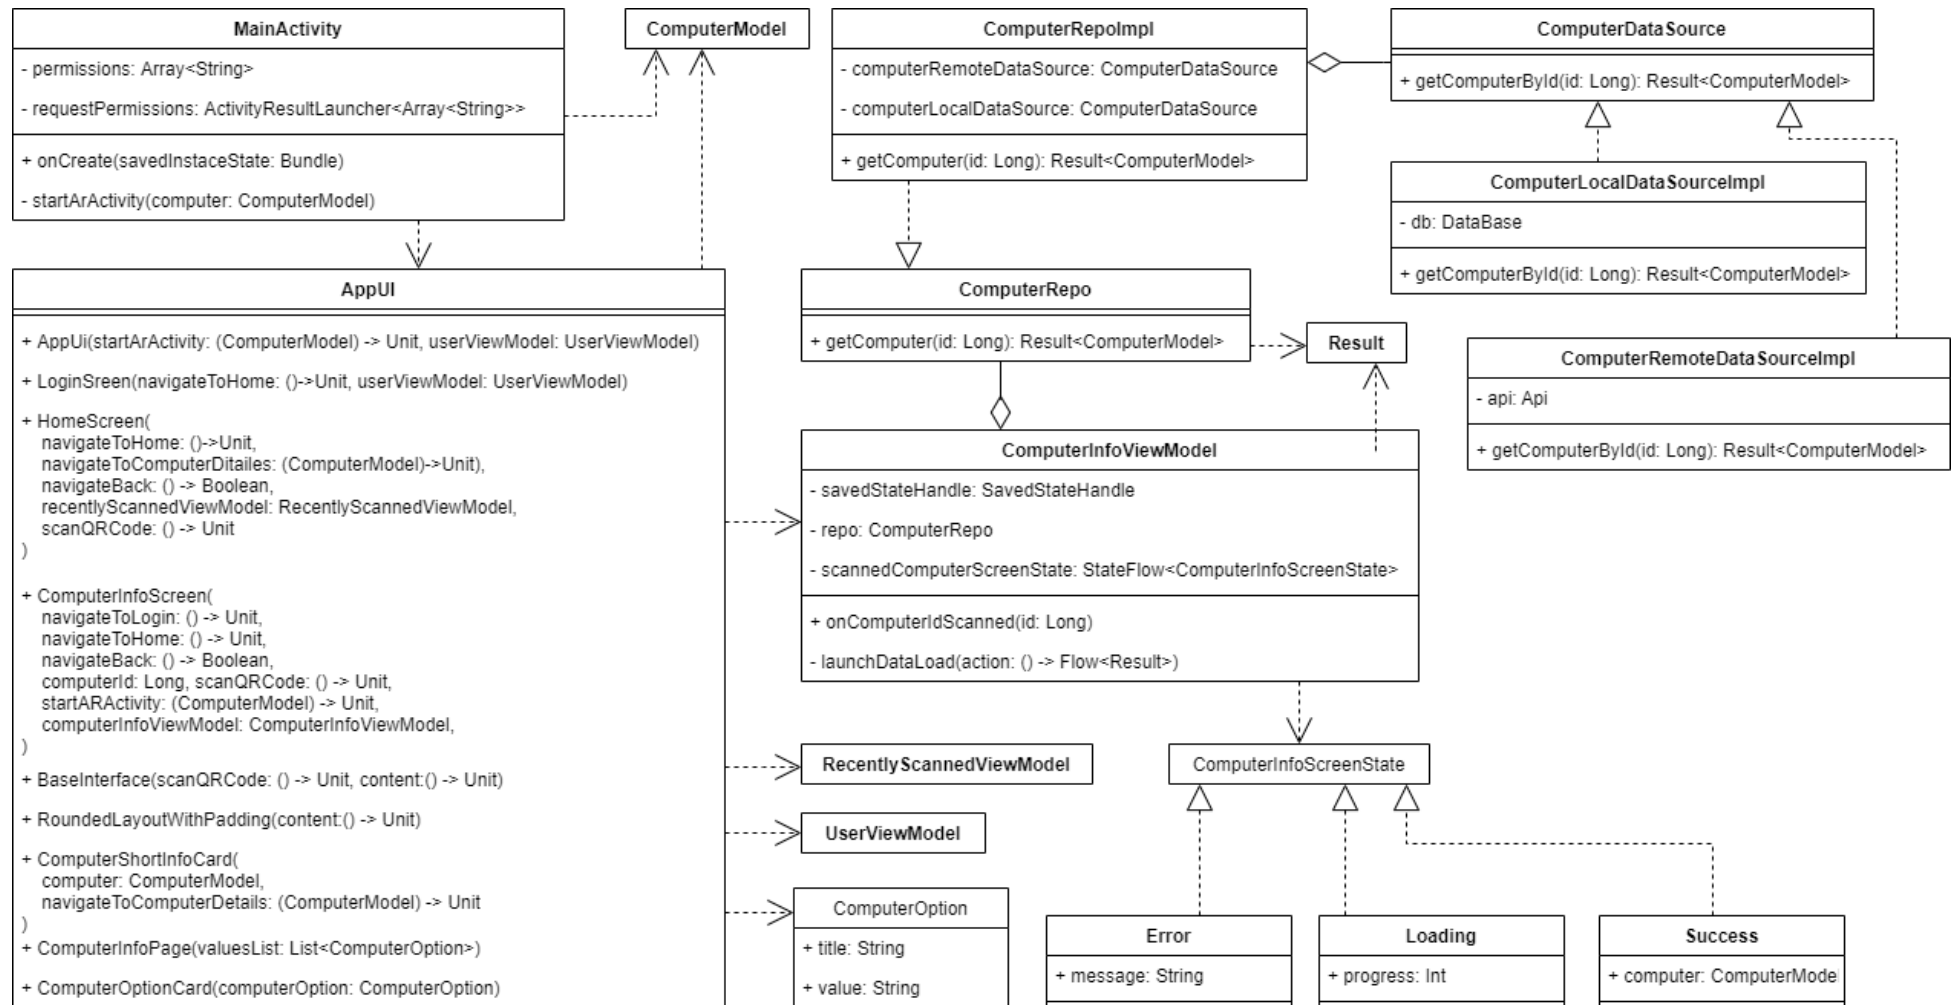 MainActivity
- permissions: Array<String>
- requestPermissions: ActivityResultLauncher<Array<String>>
+ onCreate(savedInstaceState: Bundle)
- startArActivity(computer: ComputerModel)
ComputerModel
ComputerRepoImpl
- computerRemoteDataSource: ComputerDataSource
- computerLocalDataSource: ComputerDataSource
+ getComputer(id: Long): Result<ComputerModel>
ComputerDataSource
+ getComputerById(id: Long): Result<ComputerModel>
ComputerLocalDataSourceImpl
- db: DataBase
+ getComputerById(id: Long): Result<ComputerModel>
AppUI
+ AppUi(startArActivity: (ComputerModel) -> Unit, userViewModel: UserViewModel)
+ LoginSreen(navigateToHome: ()->Unit, userViewModel: UserViewModel)
+ HomeScreen(
navigateToHome: ()->Unit,
navigateToComputerDitailes: (ComputerModel)->Unit),
navigateBack: () -> Boolean,
recentlyScannedViewModel: RecentlyScannedViewModel,
scanQRCode: () -> Unit
)
+ ComputerInfoScreen(
navigateToLogin: () -> Unit,
navigateToHome: () -> Unit,
navigateBack: () -> Boolean,
computerId: Long, scanQRCode: () -> Unit,
startARActivity: (ComputerModel) -> Unit,
computerInfoViewModel: ComputerInfoViewModel,
)
+ BaseInterface(scanQRCode: () -> Unit, content:() -> Unit)
+ RoundedLayoutWithPadding(content:() -> Unit)
+ ComputerShortInfoCard(
computer: ComputerModel,
navigateToComputerDetails: (ComputerModel) -> Unit
)
+ ComputerInfoPage(valuesList: List<ComputerOption>)
+ ComputerOptionCard(computerOption: ComputerOption)
ComputerRepo
+ getComputer(id: Long): Result<ComputerModel>
Result
ComputerRemoteDataSourceImpl
- api: Api
+ getComputerById(id: Long): Result<ComputerModel>
ComputerInfoViewModel
- savedStateHandle: SavedStateHandle
- repo: ComputerRepo
- scannedComputerScreenState: StateFlow<ComputerInfoScreenState>
+ onComputerIdScanned(id: Long)
- launchDataLoad(action: () -> Flow<Result>)
RecentlyScannedViewModel
ComputerInfoScreenState
UserViewModel
ComputerOption
+ title: String
+ value: String
Error
+ message: String
Loading
+ progress: Int
Success
+ computer: ComputerMode